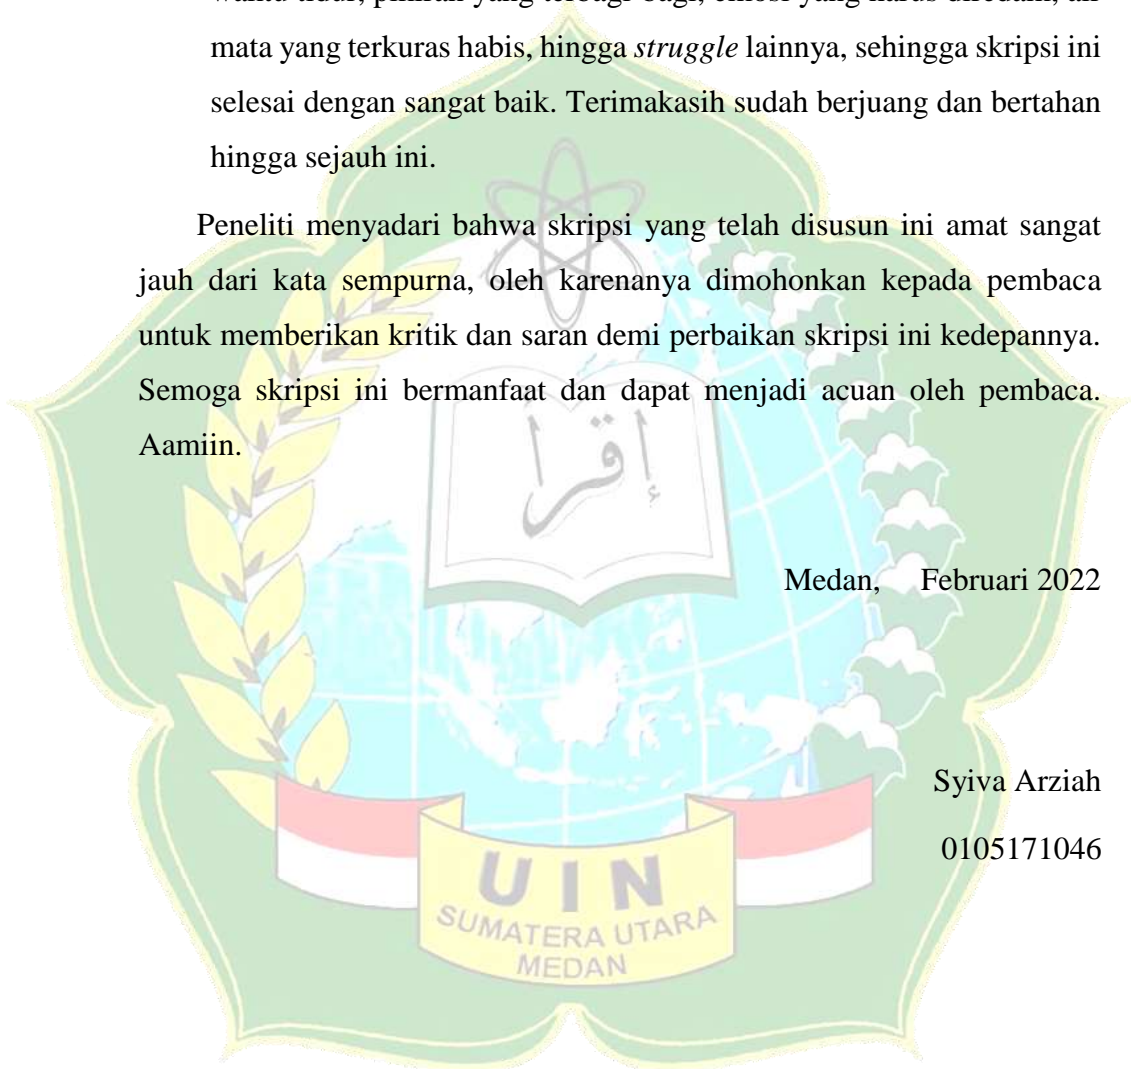 mata yang terkuras habis, hingga struggle lainnya, sehingga skripsi ini
selesai dengan sangat baik. Terimakasih sudah berjuang dan bertahan
hingga sejauh ini.
Peneliti menyadari bahwa skripsi yang telah disusun ini amat sangat
jauh dari kata sempurna, oleh karenanya dimohonkan kepada pembaca
untuk memberikan kritik dan saran demi perbaikan skripsi ini kedepannya.
Semoga skripsi ini bermanfaat dan dapat menjadi acuan oleh pembaca.
Aamiin.
إقرأ
Medan, Februari 2022
Syiva Arziah
0105171046
UIN
SUMATERA UTARA
MEDAN